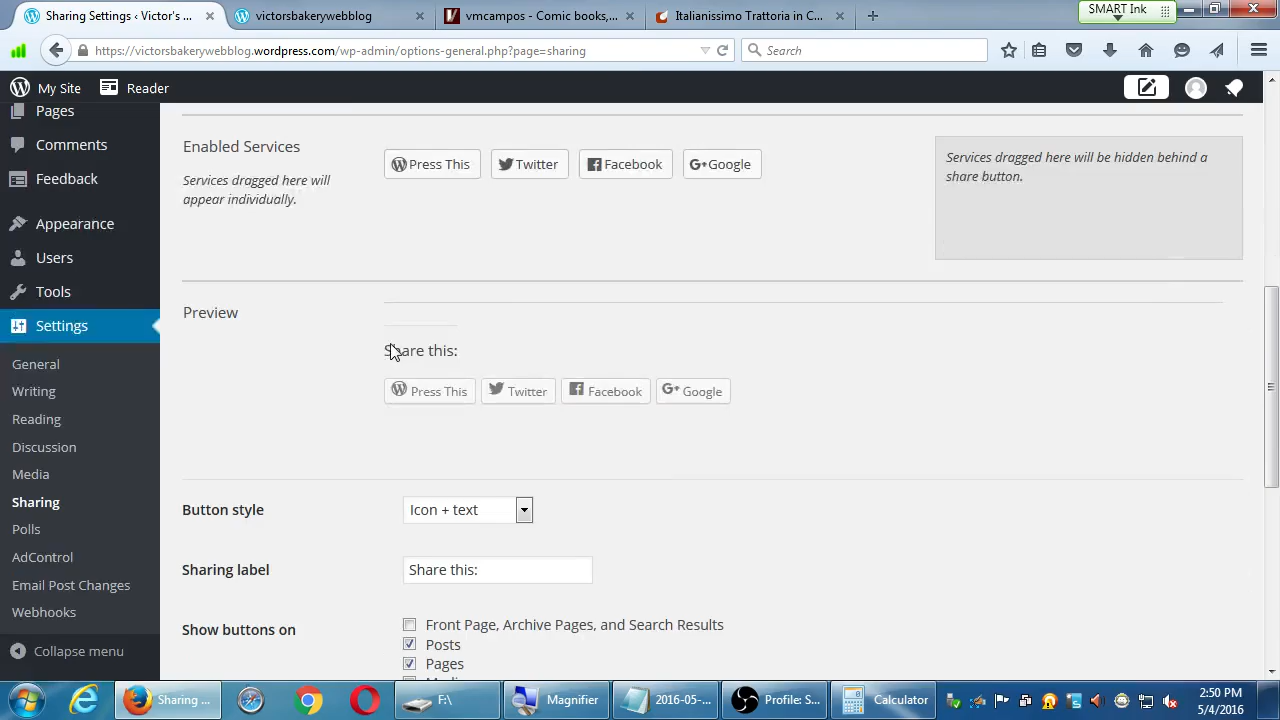 Sharing Settings ‹ Victor's ...
victorsbakerywebblog
vmcampos - Comic books,...
Italianissimo Trattoria in C...
SMART Ink
https://victorsbakerywebblog.wordpress.com/wp-admin/options-general.php?page=sharing
Search
My Site
Reader
Pages
Comments
Feedback
Appearance
Users
Tools
Settings
General
Writing
Reading
Discussion
Media
Sharing
Polls
AdControl
Email Post Changes
Webhooks
Collapse menu
Enabled Services
Services dragged here will
appear individually.
Press This
Twitter
Facebook
G+ Google
Services dragged here will be hidden behind a
share button.
Preview
Share this:
Press This
Twitter
Facebook
G+ Google
Button style
Icon + text
Sharing label
Share this:
Show buttons on
Front Page, Archive Pages, and Search Results
Posts
Pages
Sharing ...
F:\
Magnifier
2016-05-...
Profile: S...
Calculator
2:50 PM
5/4/2016